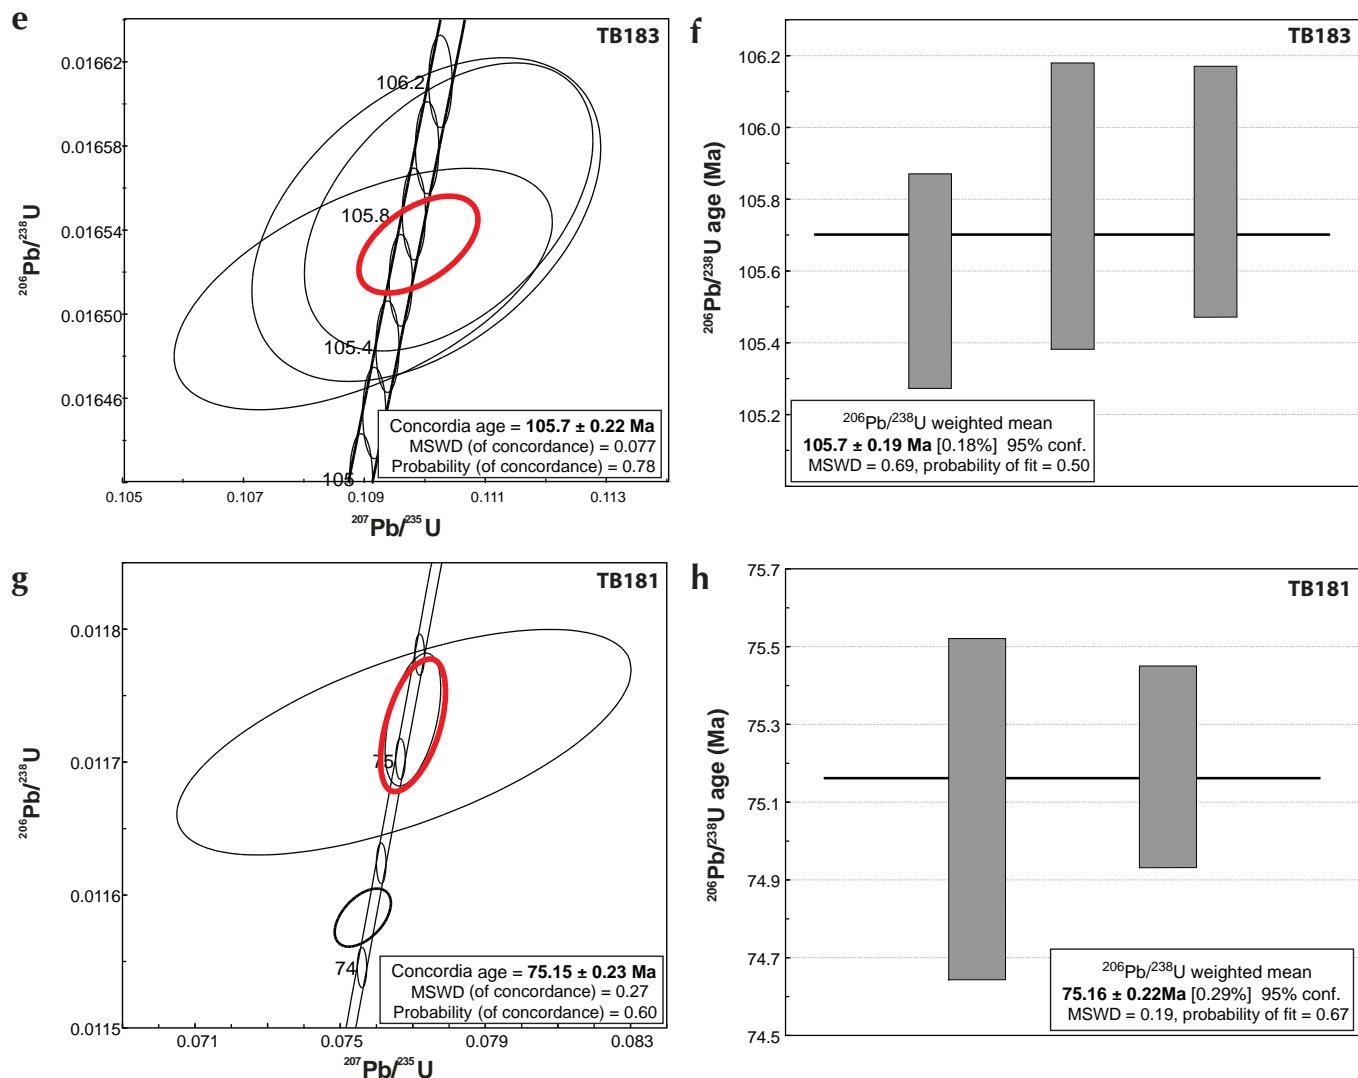 e
TB183
0.01662
0.01658
0.01654
0.01650
0.01646
206Pb/238U
106.2
105.8
105.4
105
Concordia age = 105.7 ± 0.22 Ma
MSWD (of concordance) = 0.077
Probability (of concordance) = 0.78
0.105
0.107
0.109
0.111
0.113
207Pb/235U
f
TB183
106.2
106.0
105.8
105.6
105.4
105.2
206Pb/238U age (Ma)
206Pb/238U weighted mean
105.7 ± 0.19 Ma [0.18%] 95% conf.
MSWD = 0.69, probability of fit = 0.50
g
TB181
0.0118
0.0117
0.0116
0.0115
206Pb/238U
75
74
Concordia age = 75.15 ± 0.23 Ma
MSWD (of concordance) = 0.27
Probability (of concordance) = 0.60
0.071
0.075
0.079
0.083
207Pb/235U
h
TB181
75.7
75.5
75.3
75.1
74.9
74.7
74.5
206Pb/238U age (Ma)
206Pb/238U weighted mean
75.16 ± 0.22Ma [0.29%] 95% conf.
MSWD = 0.19, probability of fit = 0.67